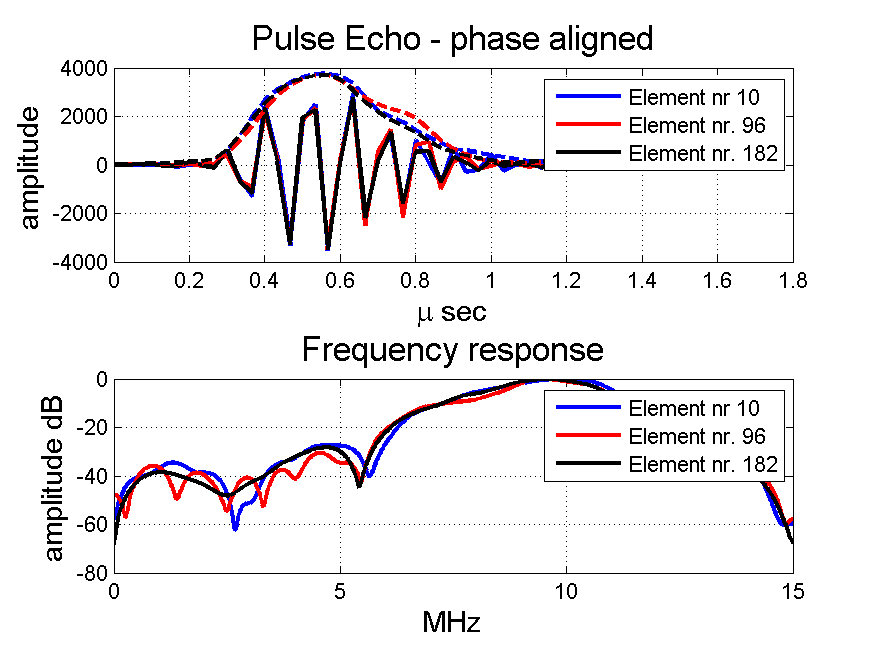 Pulse Echo - phase aligned
4000
2000
0
-2000
-4000
amplitude
Element nr 10
Element nr. 96
Element nr. 182
0 0.2 0.4 0.6 0.8 1 1.2 1.4 1.6 1.8
μ sec
Frequency response
0
-20
-40
-60
-80
amplitude dB
Element nr 10
Element nr. 96
Element nr. 182
0 5 10 15
MHz